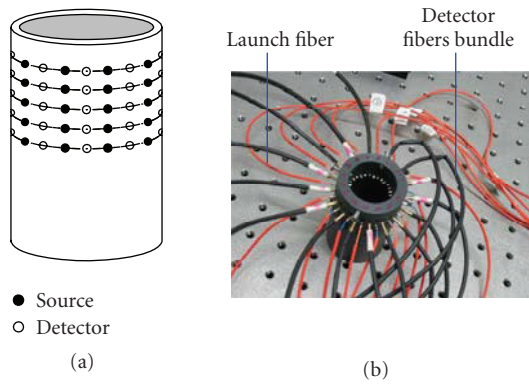 Launch fiber
Detector
fibers bundle
Source
Detector
(a)
(b)